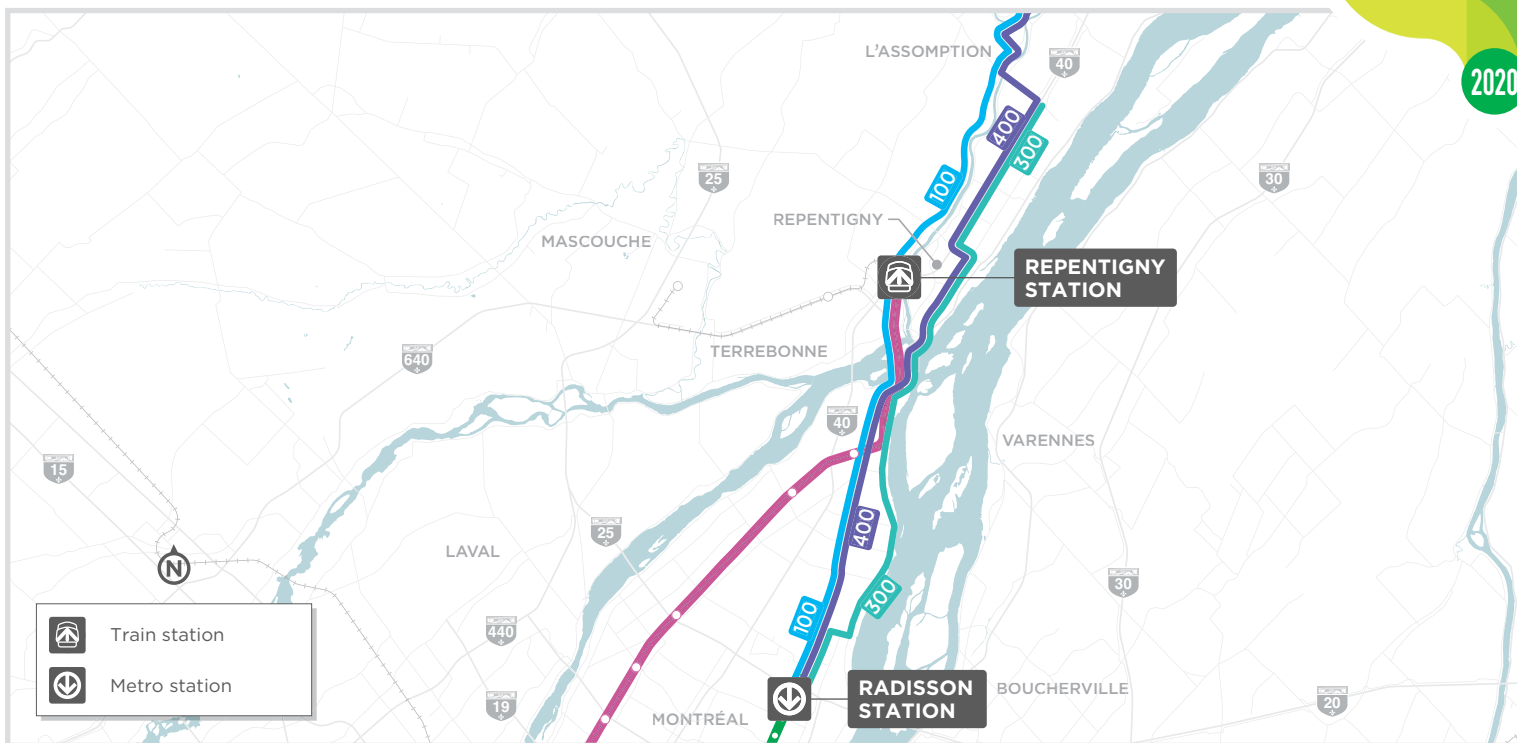 2020
L'ASSOMPTION
40
400
300
25
30
100
REPENTIGNY
MASCOUCHE
REPENTIGNY
STATION
TERREBONNE
640
40
VARENNES
15
400
25
LAVAL
30
300
100
440
RADISSON
STATION
BOUCHERVILLE
19
MONTRÉAL
20
N
Train station
Metro station